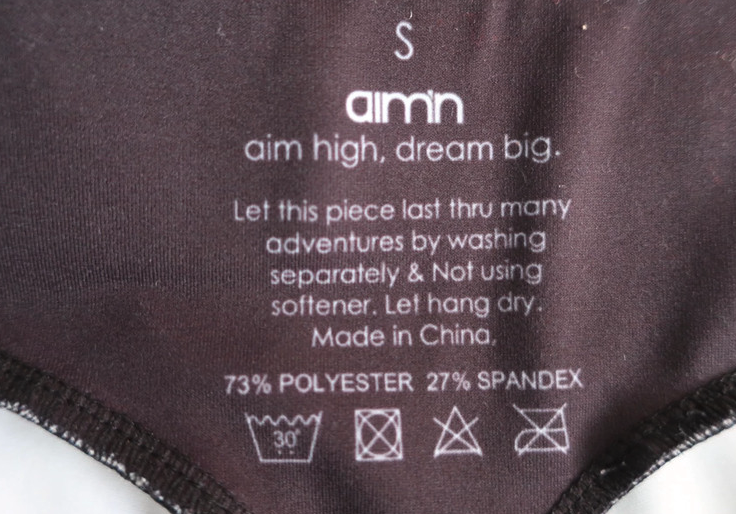 S
aim'n
aim high, dream big.
Let this piece last thru many
adventures by washing
separately & Not using
softener. Let hang dry.
Made in China.
73% POLYESTER 27% SPANDEX
30°